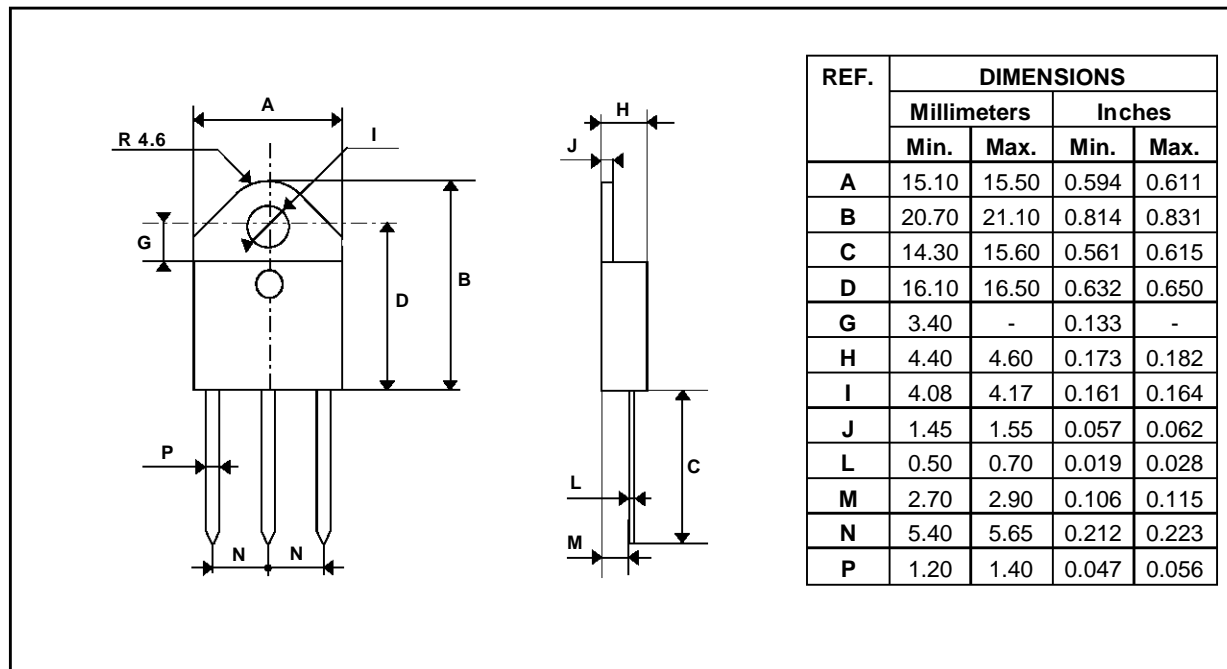 A
R 4.6
I
G
B
D
P
N N
H
J
C
L
M
REF. DIMENSIONS
Millimeters Inches
Min. Max. Min. Max.
A 15.10 15.50 0.594 0.611
B 20.70 21.10 0.814 0.831
C 14.30 15.60 0.561 0.615
D 16.10 16.50 0.632 0.650
G 3.40 - 0.133 -
H 4.40 4.60 0.173 0.182
I 4.08 4.17 0.161 0.164
J 1.45 1.55 0.057 0.062
L 0.50 0.70 0.019 0.028
M 2.70 2.90 0.106 0.115
N 5.40 5.65 0.212 0.223
P 1.20 1.40 0.047 0.056